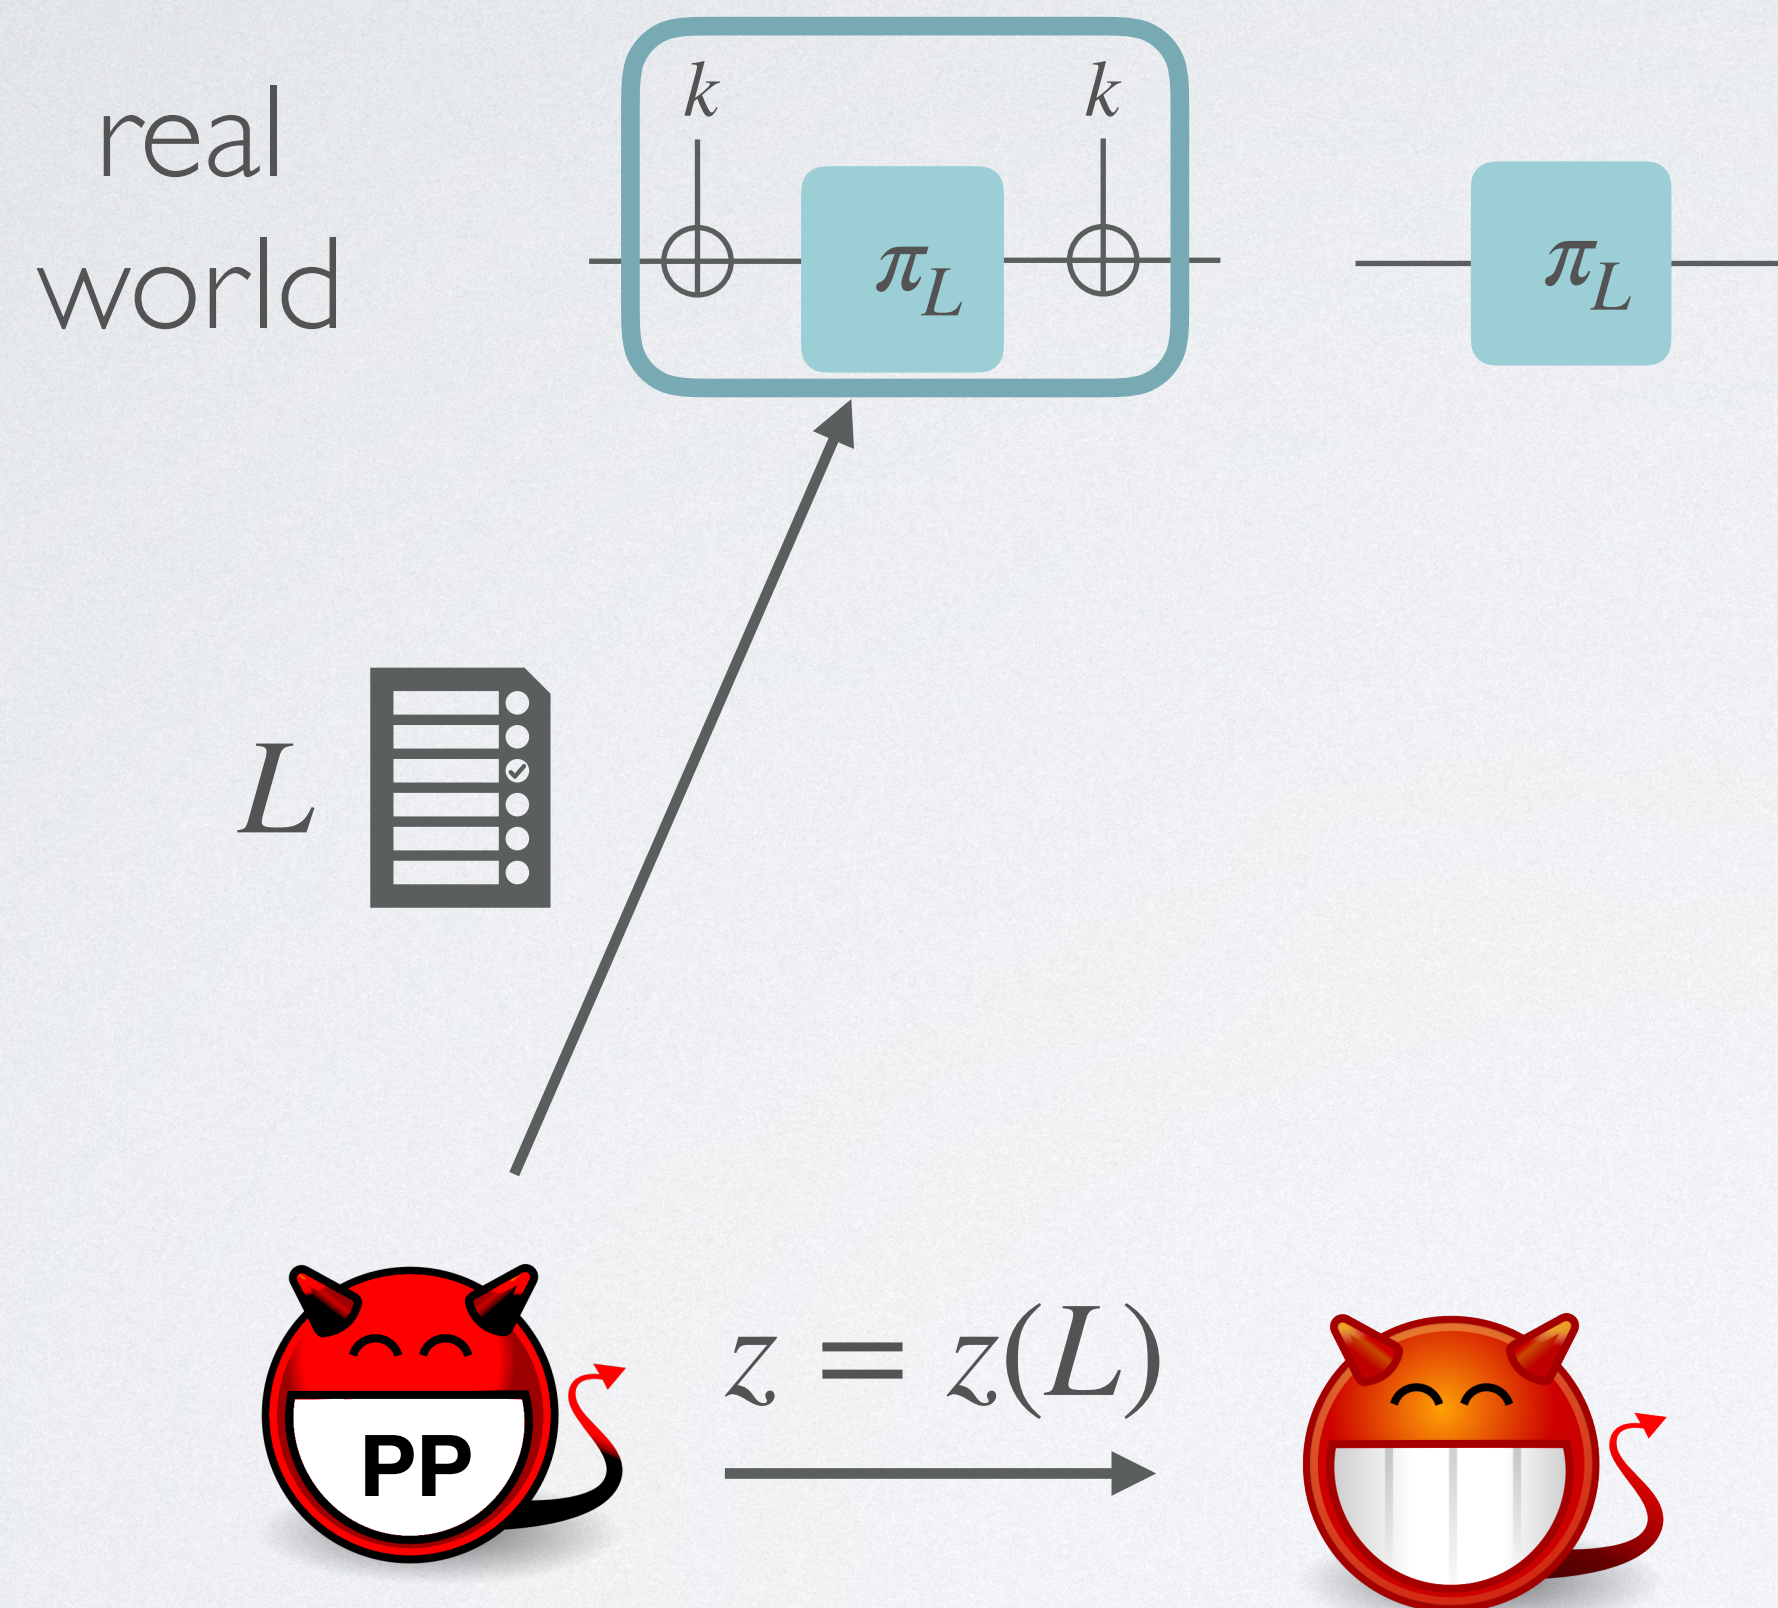 real
world
k
k
π_L
π_L
L
PP
z = z(L)